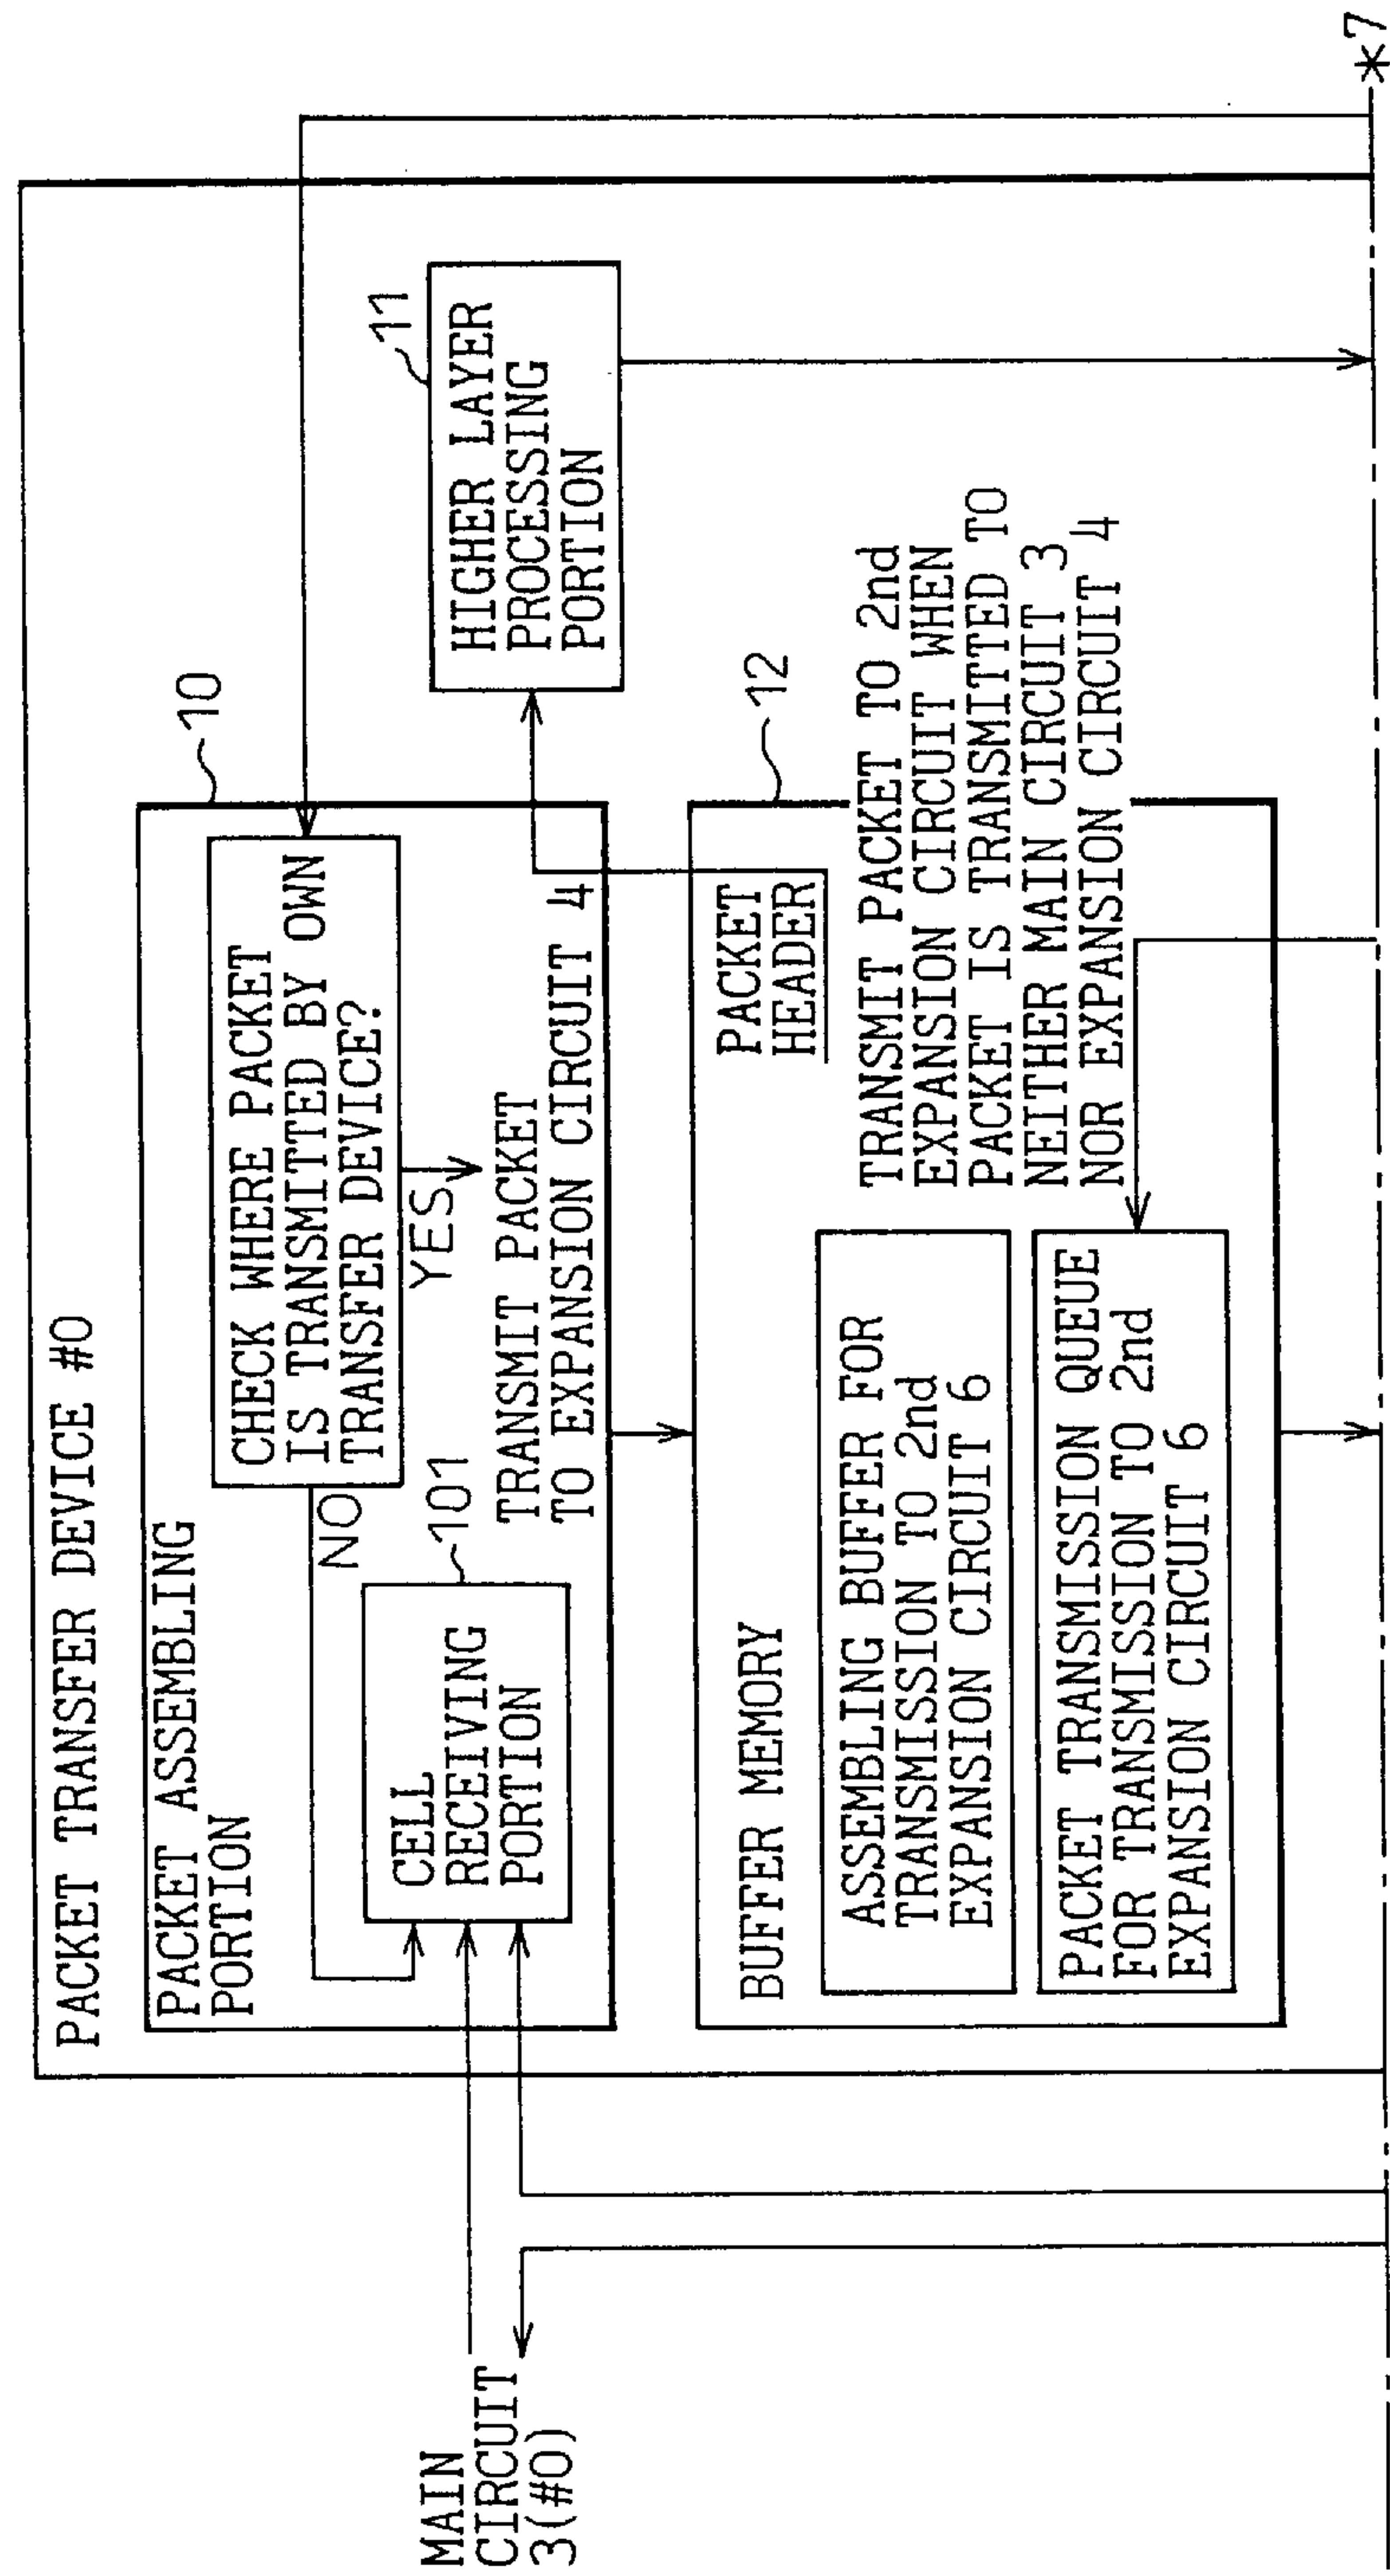 PACKET TRANSFER DEVICE #0
PACKET ASSEMBLING
PORTION
10
CHECK WHERE PACKET
IS TRANSMITTED BY OWN
TRANSFER DEVICE?
NO
YES
CELL
RECEIVING
PORTION
101
TRANSMIT PACKET
TO EXPANSION CIRCUIT 4
11
HIGHER LAYER
PROCESSING
PORTION
MAIN
CIRCUIT
3(#0)
BUFFER MEMORY
12
PACKET
HEADER
ASSEMBLING BUFFER FOR
TRANSMISSION TO 2nd
EXPANSION CIRCUIT 6
TRANSMIT PACKET TO 2nd
EXPANSION CIRCUIT WHEN
PACKET IS TRANSMITTED TO
NEITHER MAIN CIRCUIT 3
NOR EXPANSION CIRCUIT 4
PACKET TRANSMISSION QUEUE
FOR TRANSMISSION TO 2nd
EXPANSION CIRCUIT 6
*7